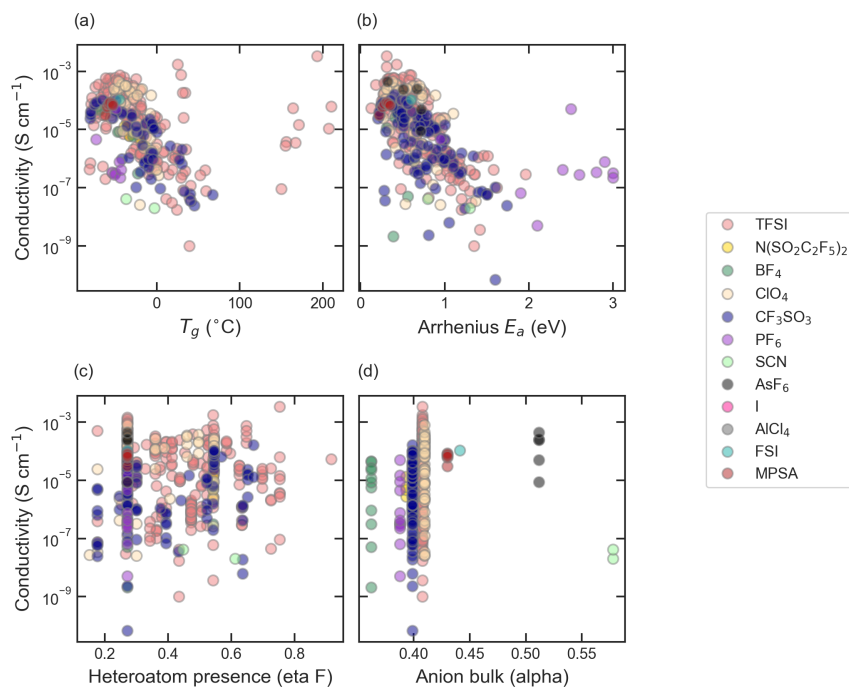 (a)
(b)
Conductivity (S cm⁻¹)
10⁻³
10⁻⁵
10⁻⁷
10⁻⁹
0 100 200
T_g (°C)
0 1 2 3
Arrhenius E_a (eV)
(c)
(d)
Conductivity (S cm⁻¹)
10⁻³
10⁻⁵
10⁻⁷
10⁻⁹
0.2 0.4 0.6 0.8
Heteroatom presence (eta F)
0.40 0.45 0.50 0.55
Anion bulk (alpha)
TFSI
N(SO₂C₂F₅)₂
BF₄
ClO₄
CF₃SO₃
PF₆
SCN
AsF₆
I
AlCl₄
FSI
MPSA